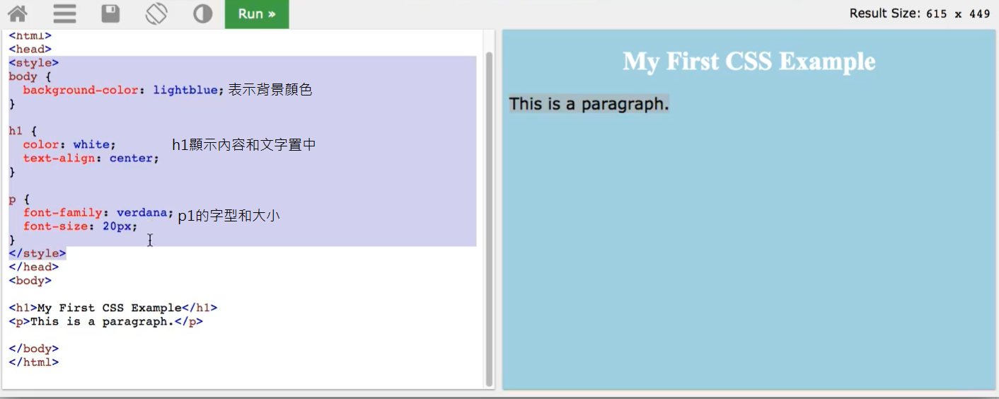 Run »
Result Size: 615 x 449
<html>
<head>
<style>
body {
background-color: lightblue; 表示背景顏色
}
h1 {
color: white;
h1顯示內容和文字置中
text-align: center;
}
p {
font-family: verdana; p1的字型和大小
font-size: 20px;
}
</style>
</head>
<body>
<h1>My First CSS Example</h1>
<p>This is a paragraph.</p>
</body>
</html>
My First CSS Example
This is a paragraph.